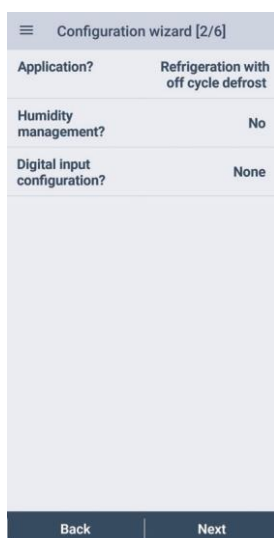 Configuration wizard [2/6]
Application? Refrigeration with
off cycle defrost
Humidity
management? No
Digital input
configuration? None
Back Next